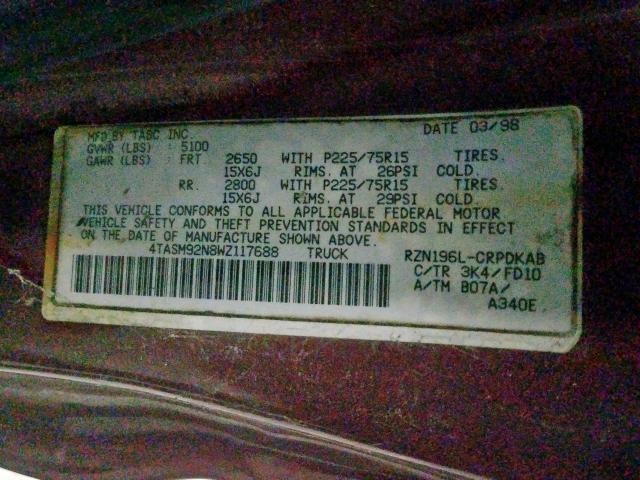 MFD BY TABC INC. DATE 03/98
GVWR (LBS) : 5100
GAWR (LBS) : FRT 2650 WITH P225/75R15 TIRES.
15X6J RIMS. AT 26PSI COLD.
RR. 2800 WITH P225/75R15 TIRES.
15X6J RIMS. AT 29PSI COLD.
THIS VEHICLE CONFORMS TO ALL APPLICABLE FEDERAL MOTOR
VEHICLE SAFETY AND THEFT PREVENTION STANDARDS IN EFFECT
ON THE DATE OF MANUFACTURE SHOWN ABOVE.
4TASM92N8WZ117688 TRUCK RZN196L-CRPDKAB
C/TR 3K4/FD10
A/TM B07A/
A340E